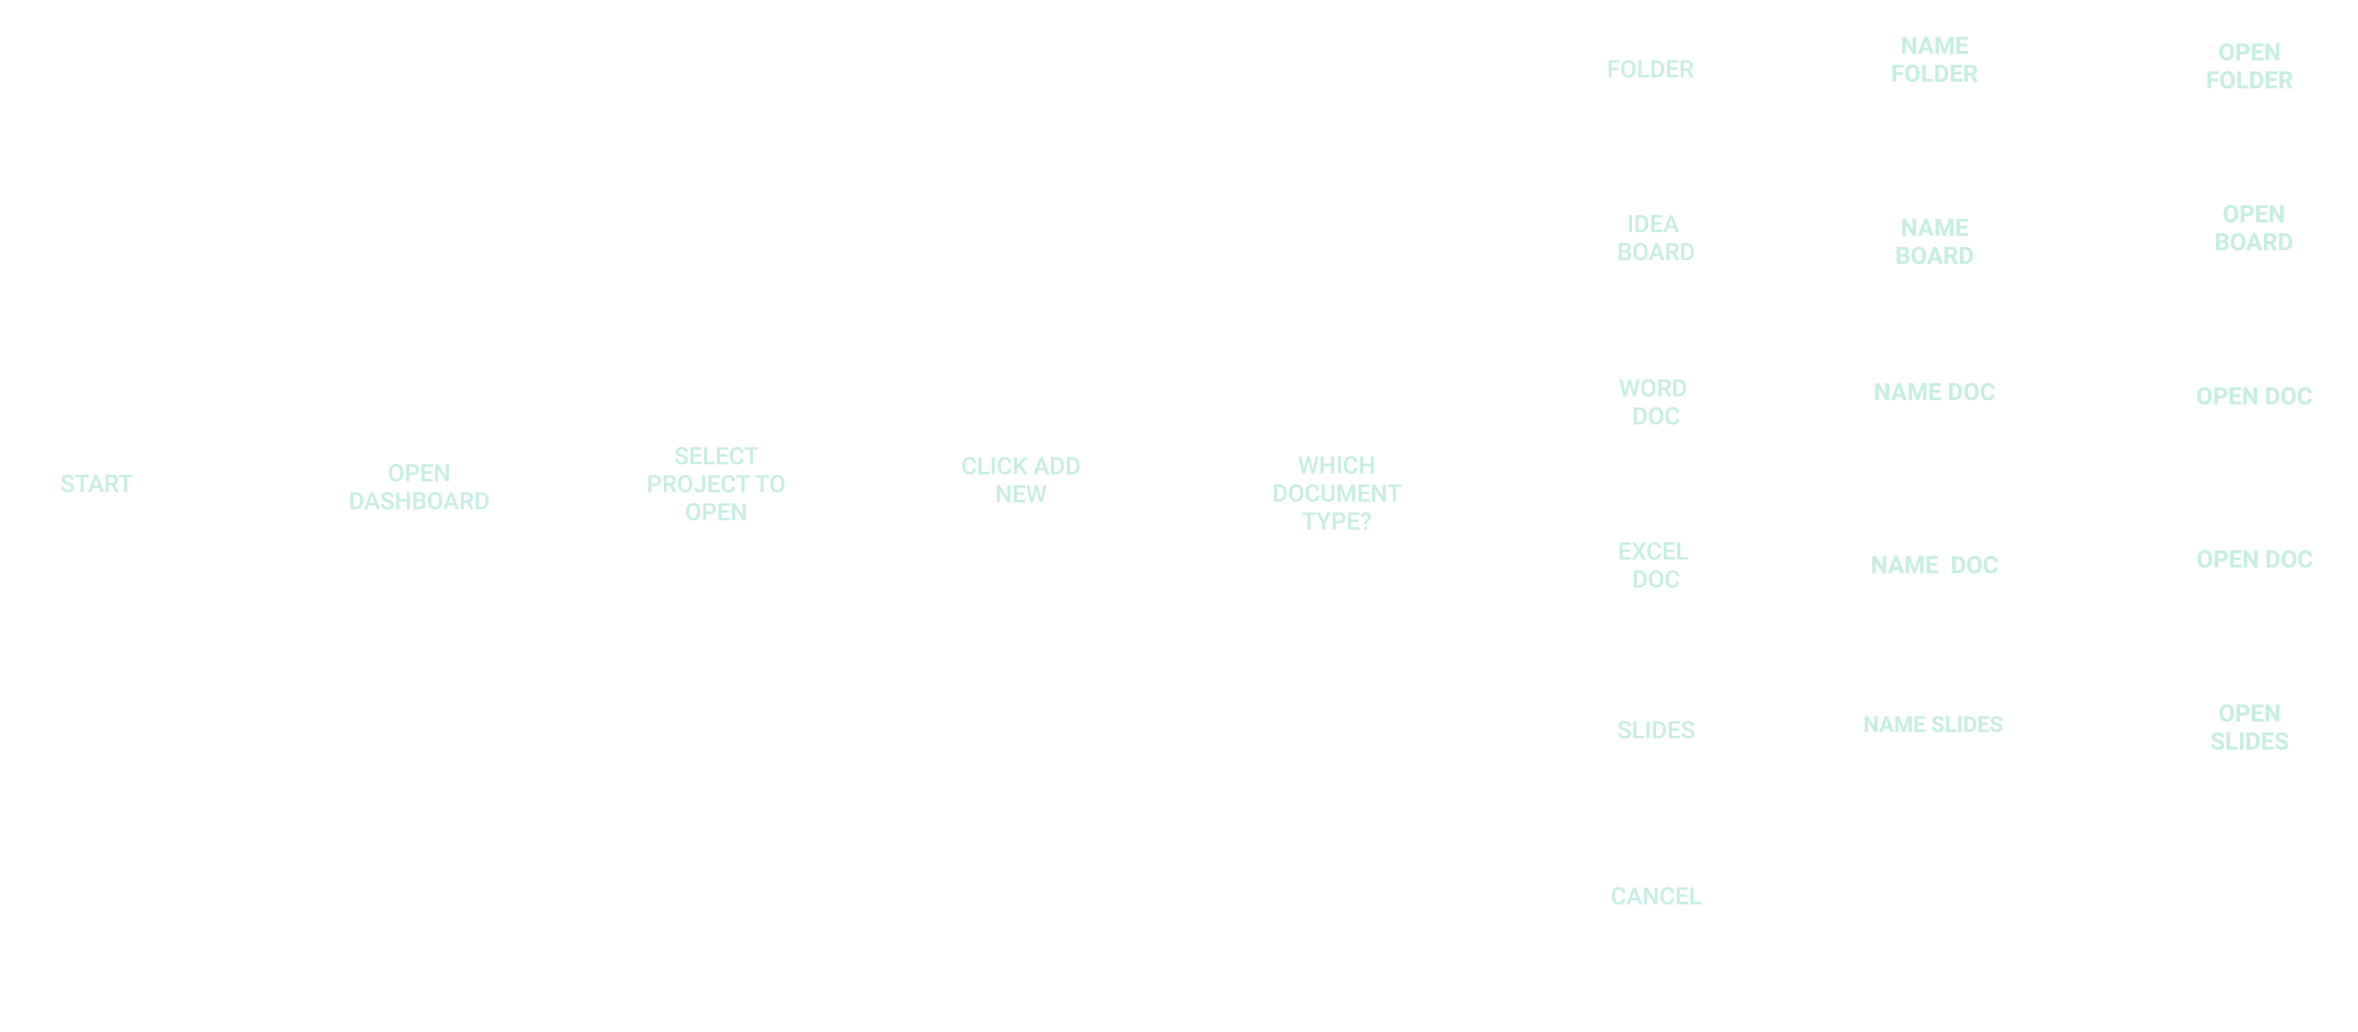 START
OPEN
DASHBOARD
SELECT
PROJECT TO
OPEN
CLICK ADD
NEW
WHICH
DOCUMENT
TYPE?
FOLDER
NAME
FOLDER
OPEN
FOLDER
IDEA
BOARD
NAME
BOARD
OPEN
BOARD
WORD
DOC
NAME DOC
OPEN DOC
EXCEL
DOC
NAME  DOC
OPEN DOC
SLIDES
NAME SLIDES
OPEN
SLIDES
CANCEL